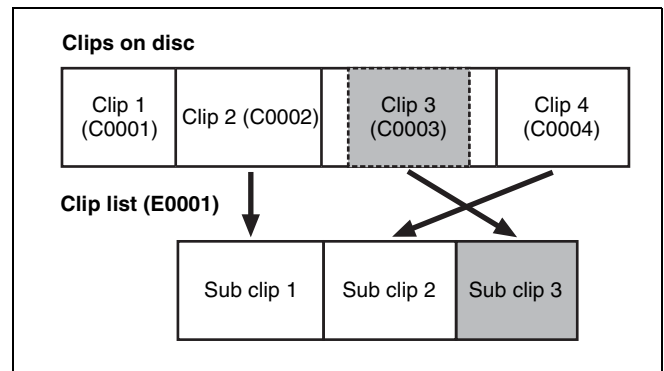 Clips on disc
Clip 1
(C0001)
Clip 2 (C0002)
Clip 3
(C0003)
Clip 4
(C0004)
Clip list (E0001)
Sub clip 1
Sub clip 2
Sub clip 3